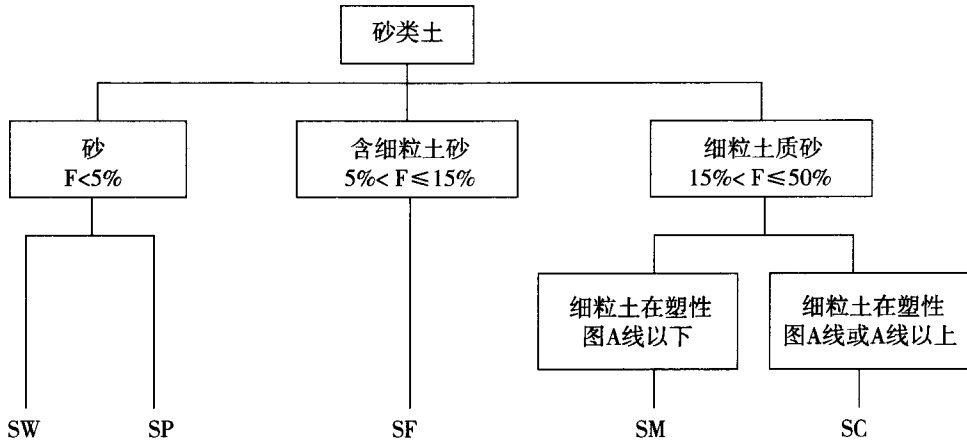 砂类土
砂
F<5%
含细粒土砂
5%< F≤15%
细粒土质砂
15%< F≤50%
细粒土在塑性
图A线以下
细粒土在塑性
图A线或A线以上
SW
SP
SF
SM
SC